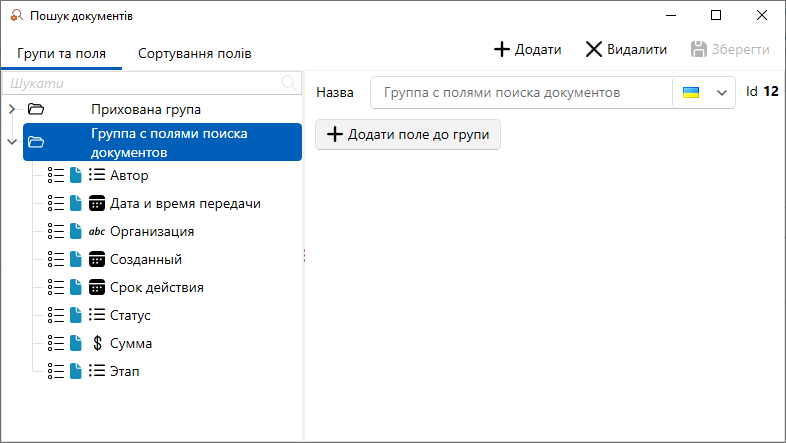 Пошук документів
Групи та поля
Сортування полів
Додати
Видалити
Зберегти
Шукати
Прихована група
Группа с полями поиска
документов
Автор
Дата и время передачи
abc Организация
Созданный
Срок действия
Статус
$ Сумма
Этап
Назва
Группа с полями поиска документов
Id 12
Додати поле до групи